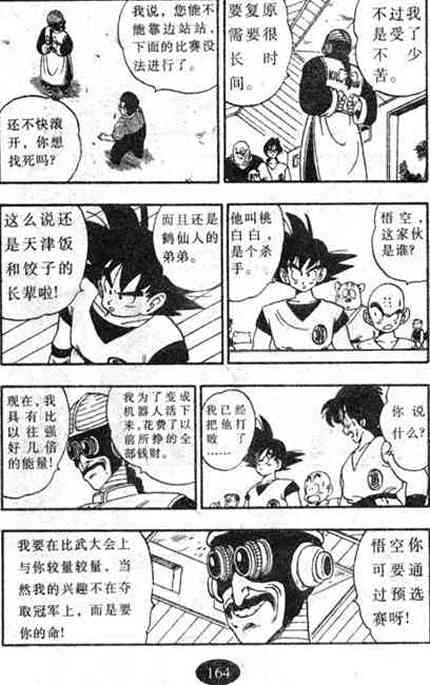 不过我
是受了
不少
苦。
要复原
需要很
长时
间。
我说，您能不
能靠边站站，
下面的比赛没
法进行了。
还不快滚
开，你想
找死吗?
悟空，
这家伙
是谁?
他叫桃
白白，
是个杀
手。
而且还是
鹤仙人的
弟弟。
这么说还
是天津饭
和饺子的
长辈啦!
你说
什么?
我已经
把他打
败……
我为了变成
机器人活下
来，花费了以
前所挣的全
部钱财。
现在，我
具有比
以往强
好几倍
的能量!
悟空你
可要通
过预选
赛呀!
我要在比武大会上
与你较量较量，当
然我的兴趣不在夺
取冠军上，而是要
你的命!
164